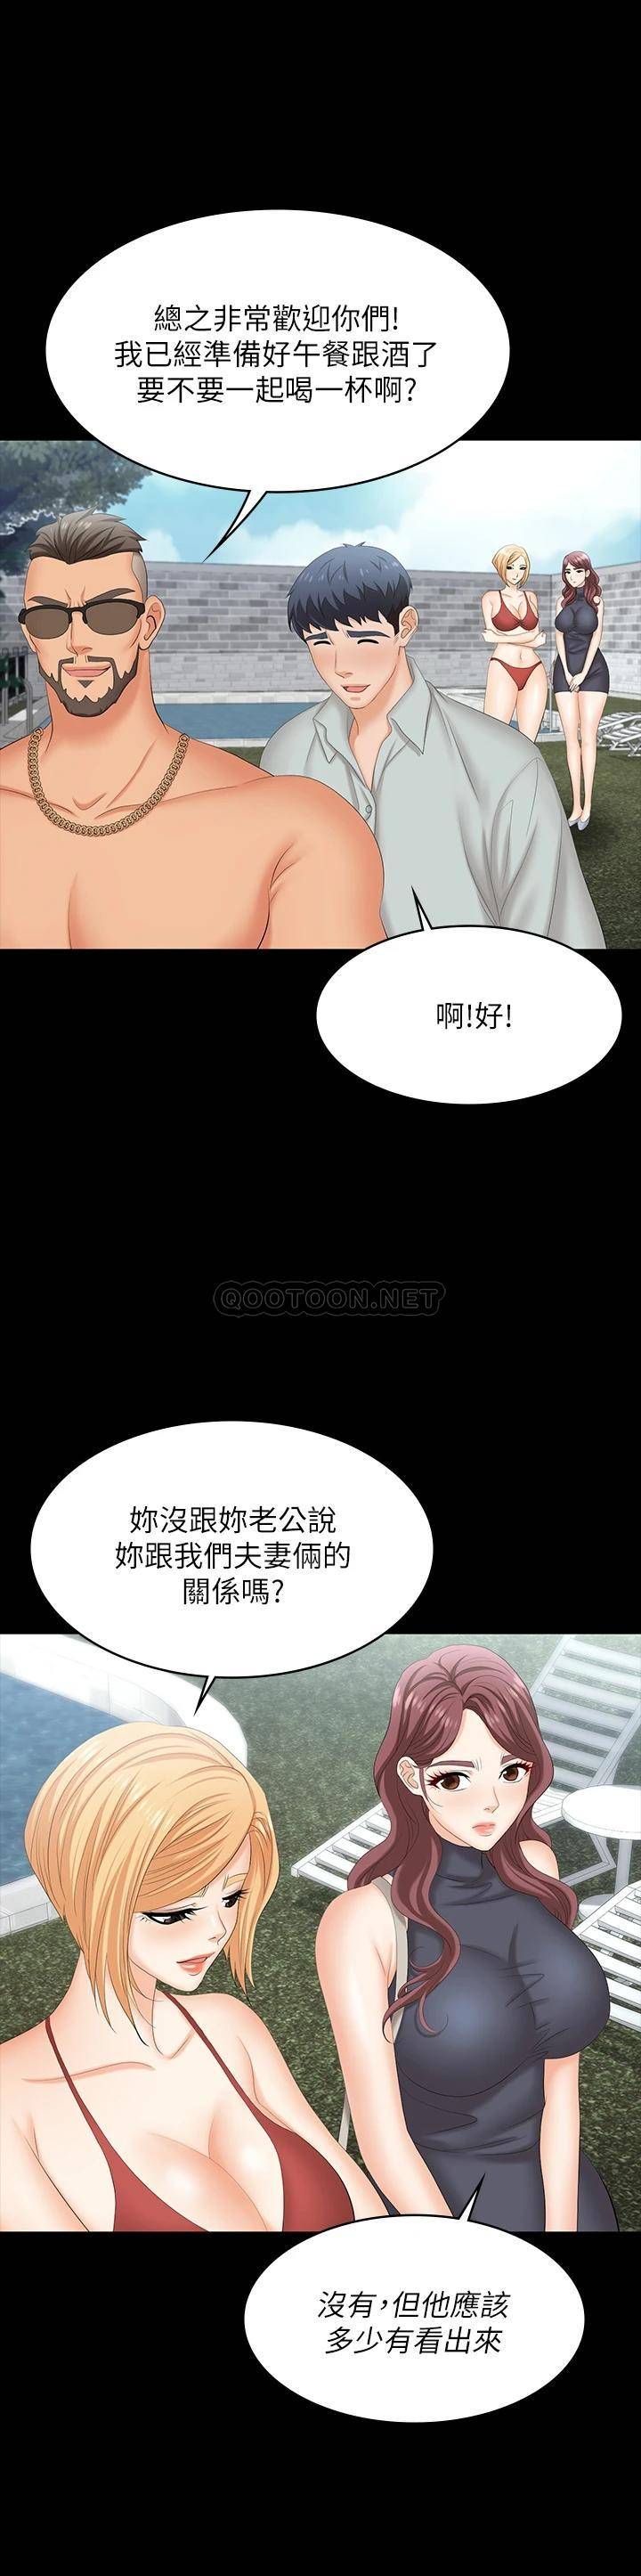 總之非常歡迎你們!
我已經準備好午餐跟酒了
要不要一起喝一杯啊?
啊!好!
QOOTOON.NET
妳沒跟妳老公說
妳跟我們夫妻倆的
關係嗎?
沒有，但他應該
多少有看出來